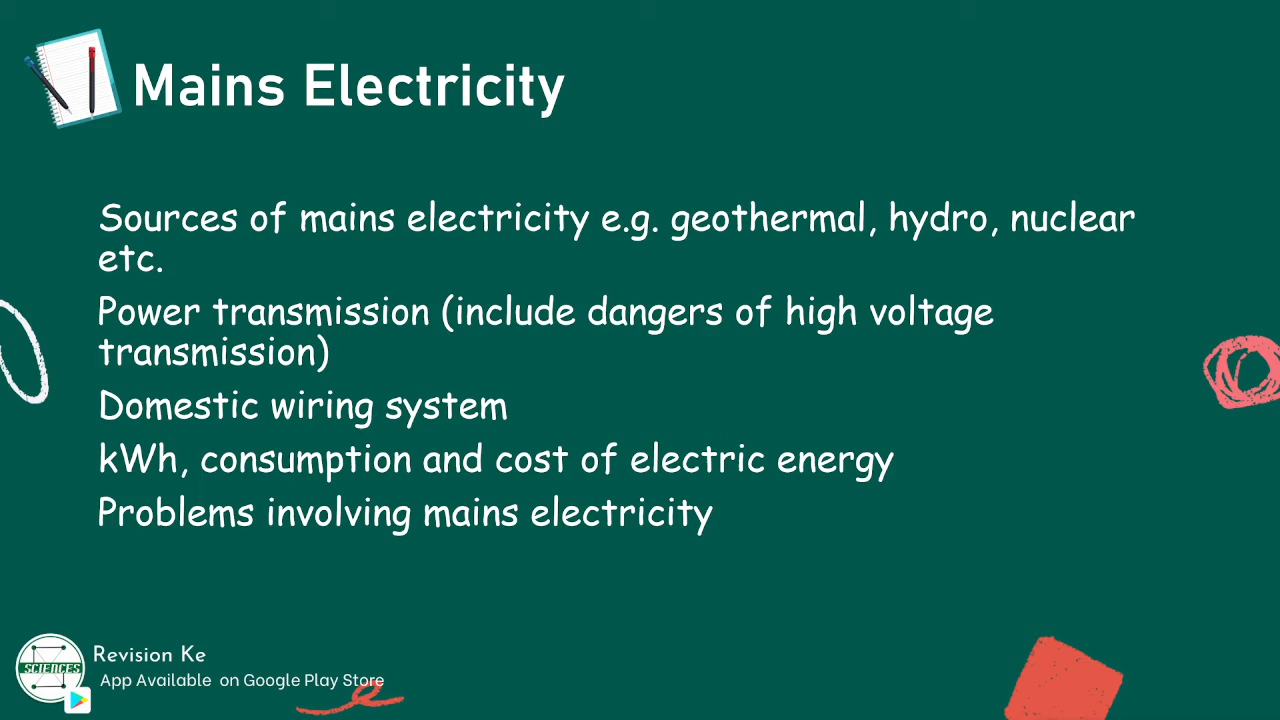 Mains Electricity
Sources of mains electricity e.g. geothermal, hydro, nuclear
etc.
Power transmission (include dangers of high voltage
transmission)
Domestic wiring system
kWh, consumption and cost of electric energy
Problems involving mains electricity
SCIENCES
Revision Ke
App Available on Google Play Store